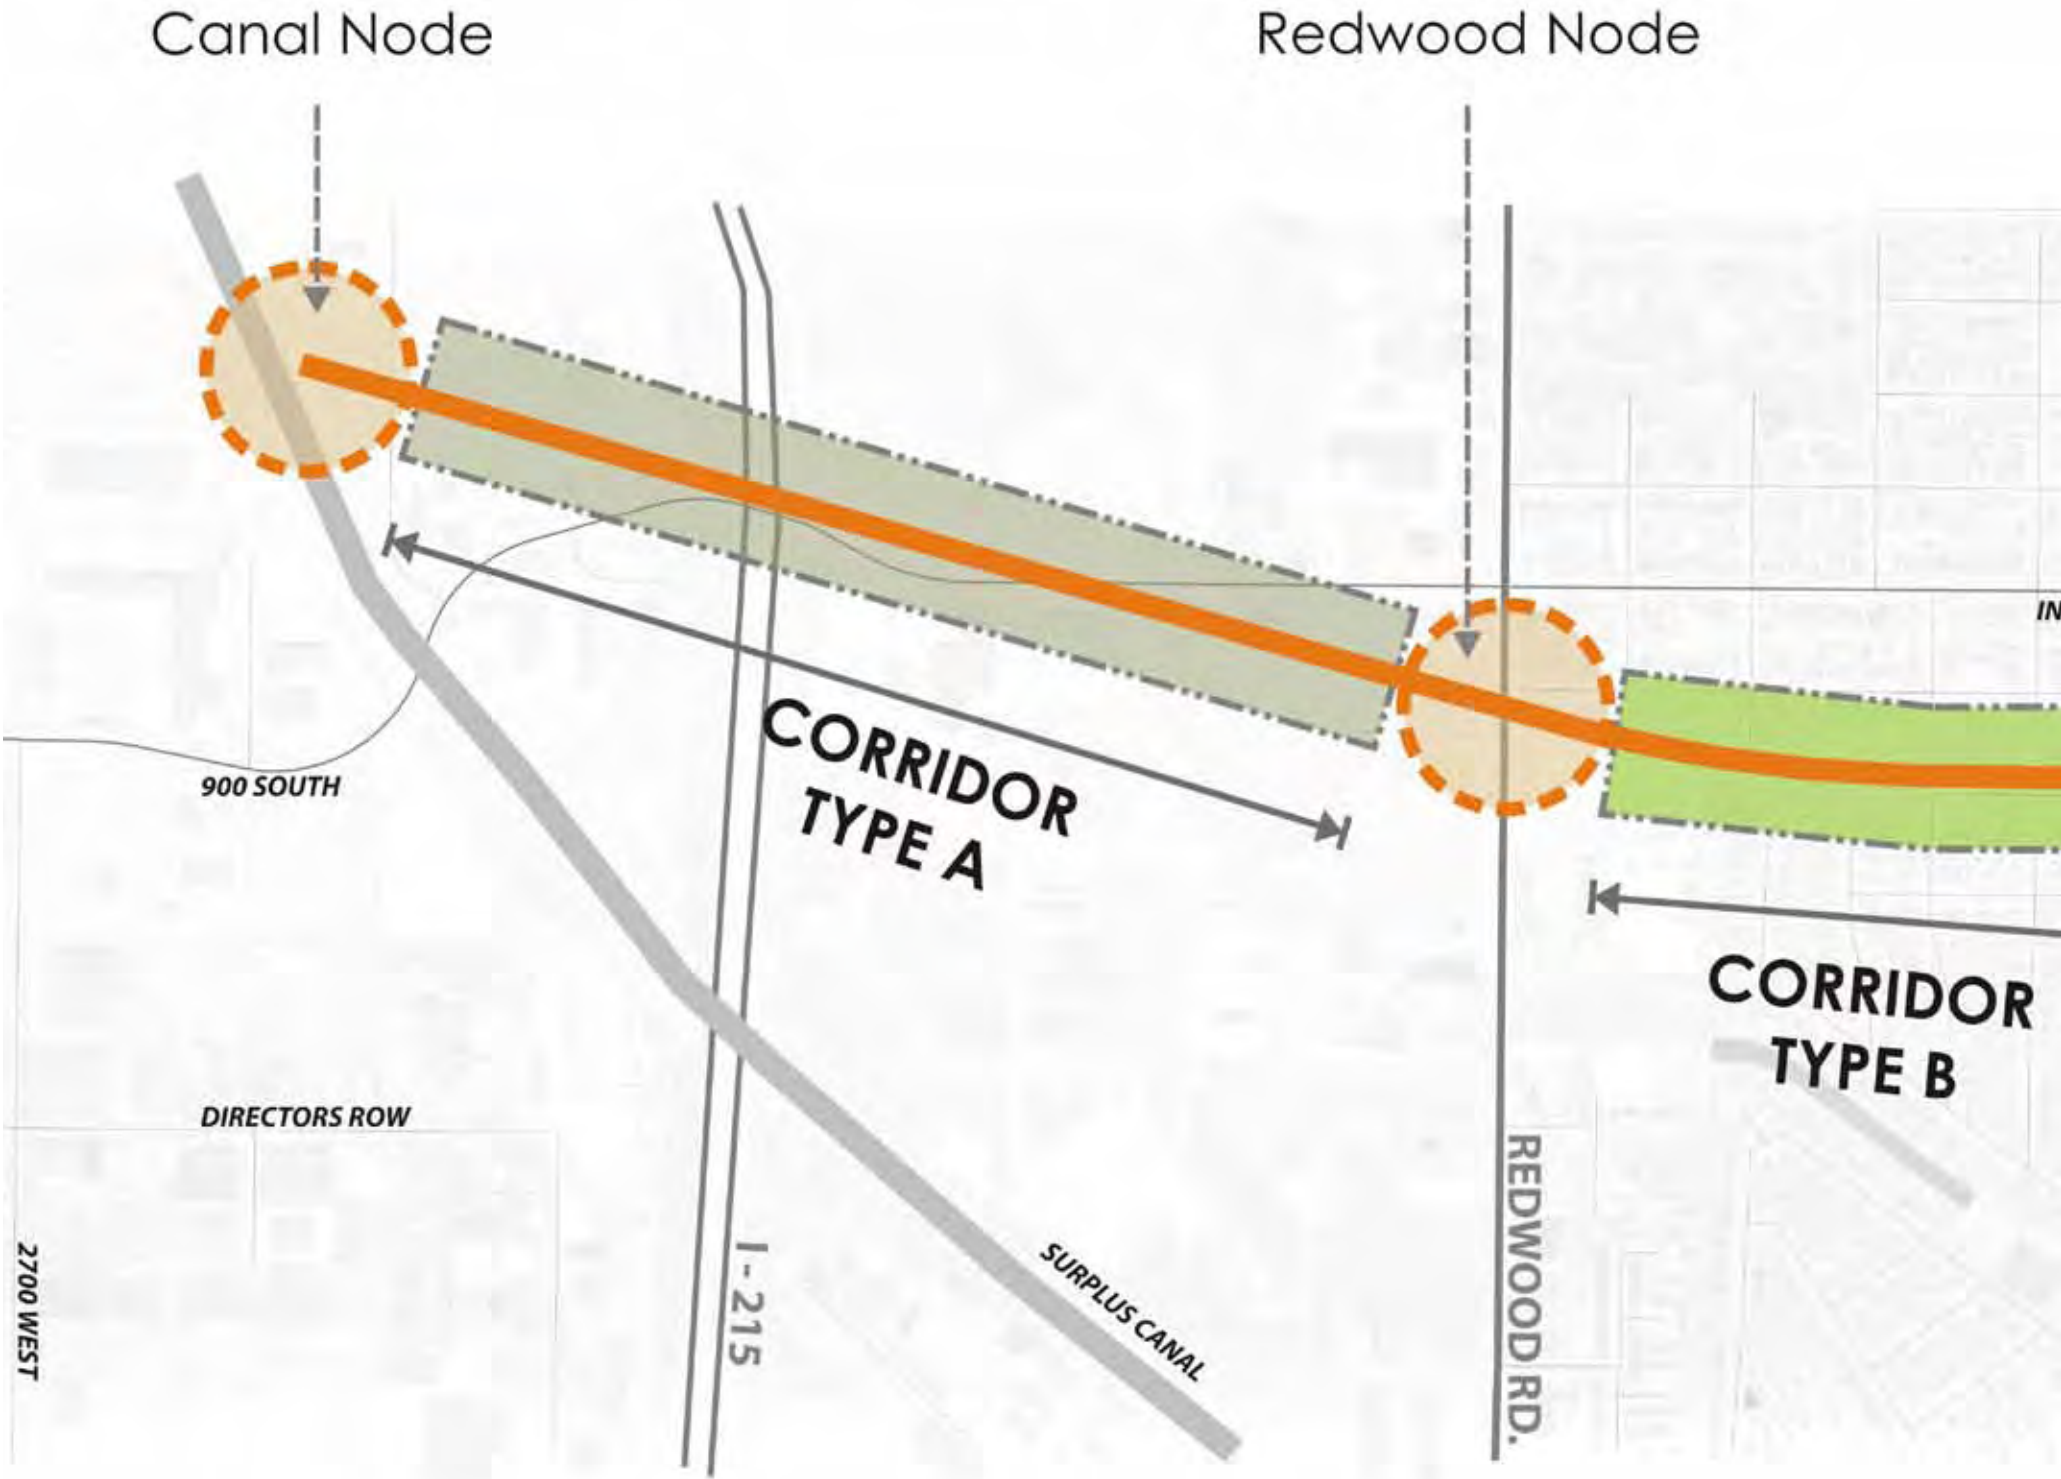 Canal Node
Redwood Node
IN
CORRIDOR
TYPE A
900 SOUTH
CORRIDOR
TYPE B
DIRECTORS ROW
REDWOOD RD.
2700 WEST
I-215
SURPLUS CANAL